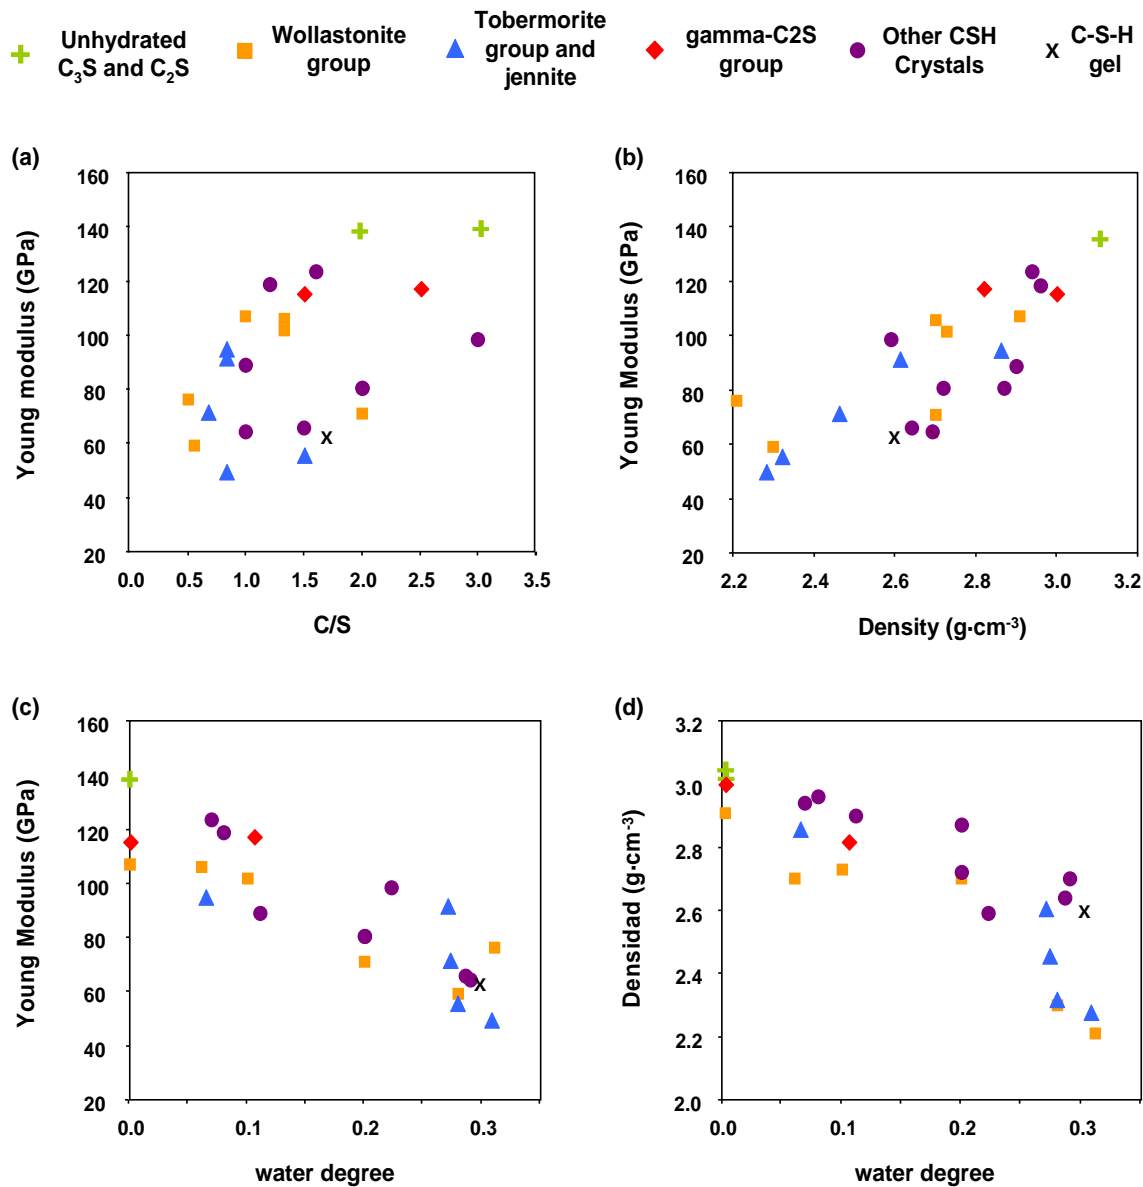 Unhydrated
C₃S and C₂S
Wollastonite
group
Tobermorite
group and
jennite
gamma-C2S
group
Other CSH
Crystals
x
C-S-H
gel
(a)
Young modulus (GPa)
160
140
120
100
80
60
40
20
x
0.0 0.5 1.0 1.5 2.0 2.5 3.0 3.5
C/S
(b)
Young Modulus (GPa)
160
140
120
100
80
60
40
20
x
2.2 2.4 2.6 2.8 3.0 3.2
Density (g·cm⁻³)
(c)
Young Modulus (GPa)
160
140
120
100
80
60
40
20
x
0.0 0.1 0.2 0.3
water degree
(d)
Densidad (g·cm⁻³)
3.2
3.0
2.8
2.6
2.4
2.2
2.0
x
0.0 0.1 0.2 0.3
water degree